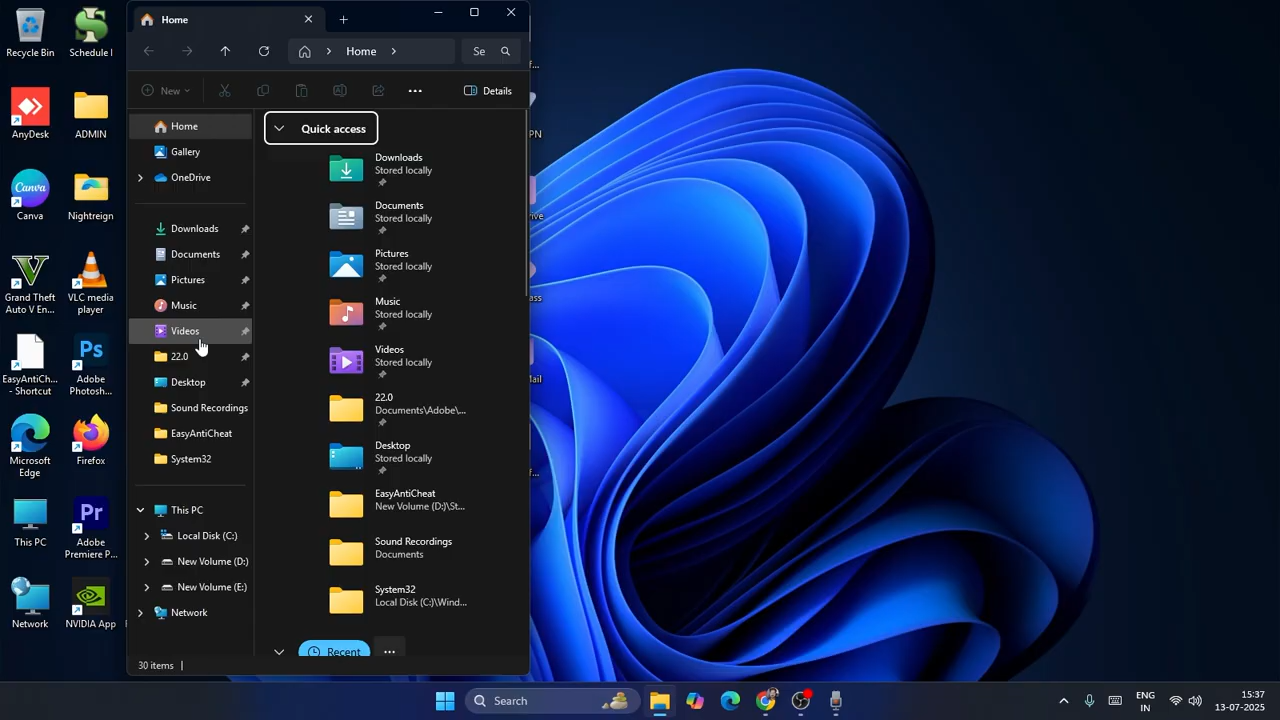 Recycle Bin
Schedule I
AnyDesk
ADMIN
Canva
Canva
Nightreign
Grand Theft
Auto V En...
VLC media
player
EasyAntiCh...
- Shortcut
Ps
Adobe
Photosh...
Microsoft
Edge
Firefox
This PC
Pr
Adobe
Premiere P...
Network
NVIDIA App
Home
Home
Se
New
Details
Home
Gallery
OneDrive
Downloads
Documents
Pictures
Music
Videos
22.0
Desktop
Sound Recordings
EasyAntiCheat
System32
This PC
Local Disk (C:)
New Volume (D:)
New Volume (E:)
Network
Quick access
Downloads
Stored locally
Documents
Stored locally
Pictures
Stored locally
Music
Stored locally
Videos
Stored locally
22.0
Documents\Adobe\...
Desktop
Stored locally
EasyAntiCheat
New Volume (D:)\St...
Sound Recordings
Documents
System32
Local Disk (C:)\Wind...
Recent
30 items
Search
ENG
IN
15:37
13-07-2025